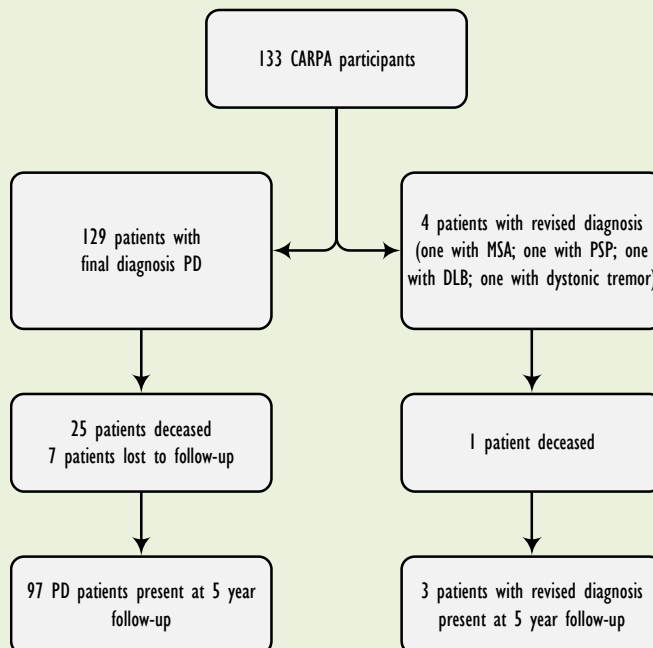 133 CARPA participants
129 patients with
final diagnosis PD
4 patients with revised diagnosis
(one with MSA; one with PSP; one
with DLB; one with dystonic tremor)
25 patients deceased
7 patients lost to follow-up
1 patient deceased
97 PD patients present at 5 year
follow-up
3 patients with revised diagnosis
present at 5 year follow-up